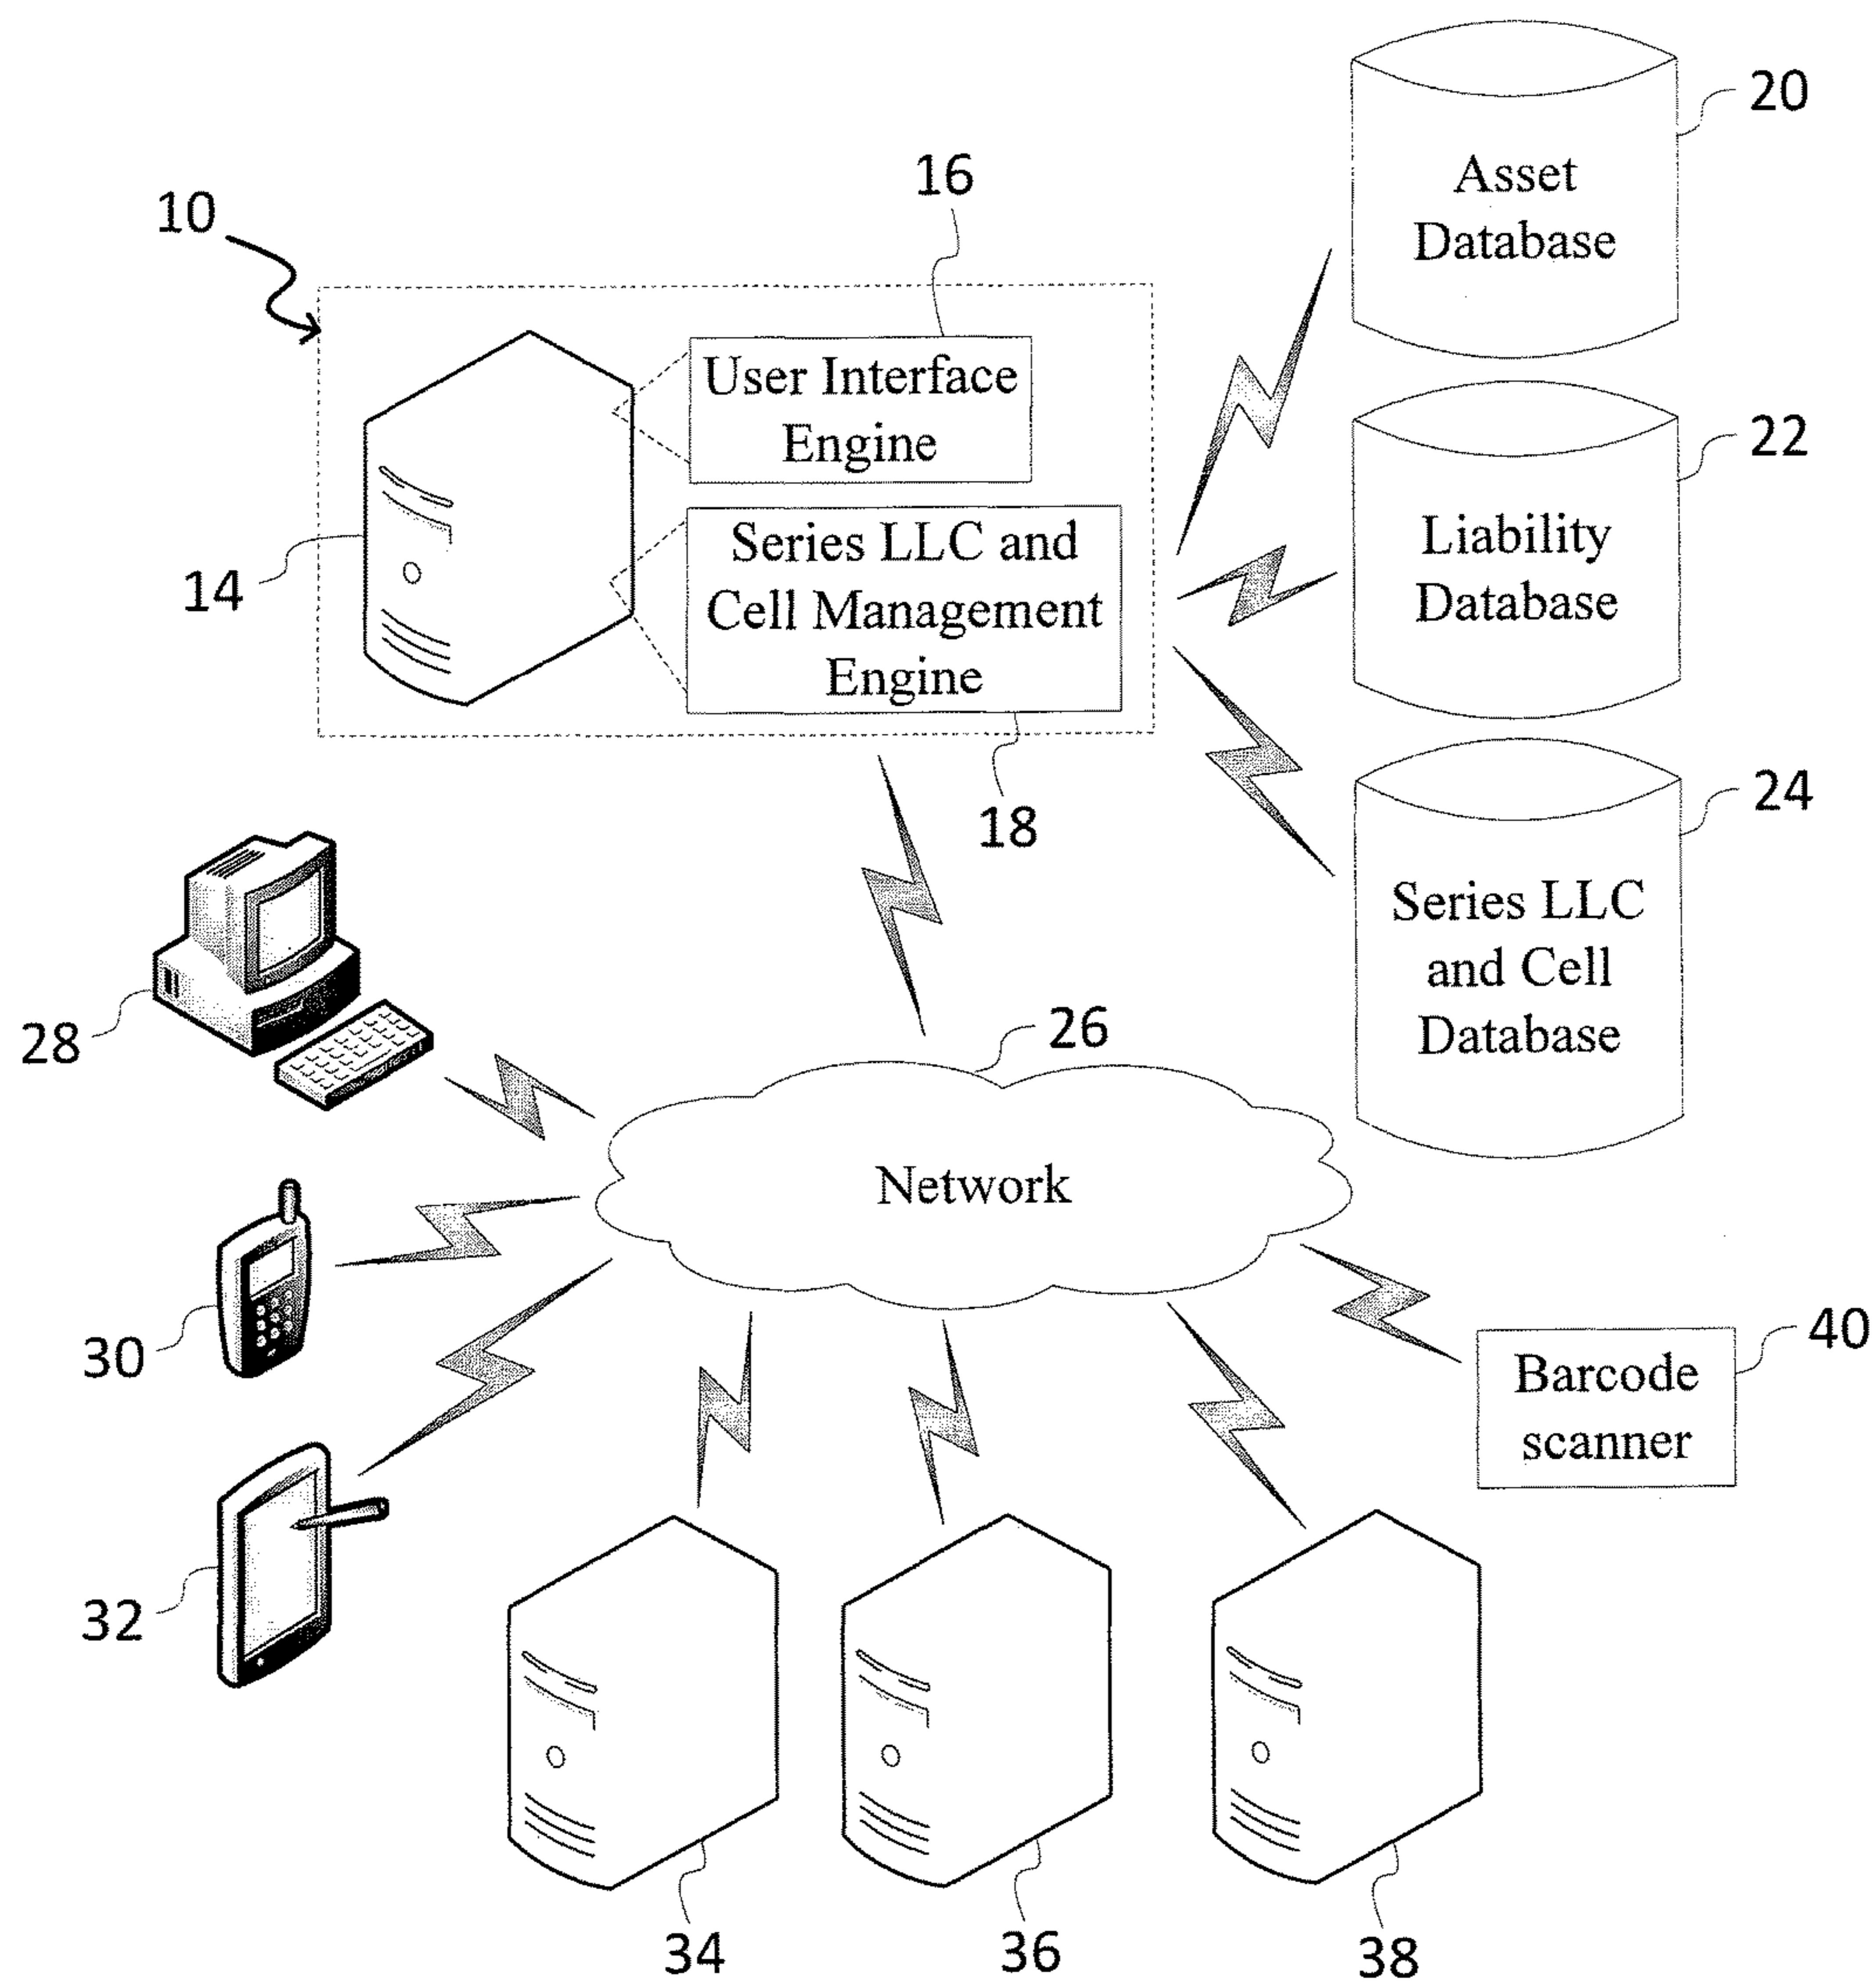 20
Asset
Database
16
10
User Interface
Engine
22
Liability
Database
Series LLC and
Cell Management
Engine
14
18
24
Series LLC
and Cell
Database
28
26
Network
30
40
Barcode
scanner
32
34
36
38